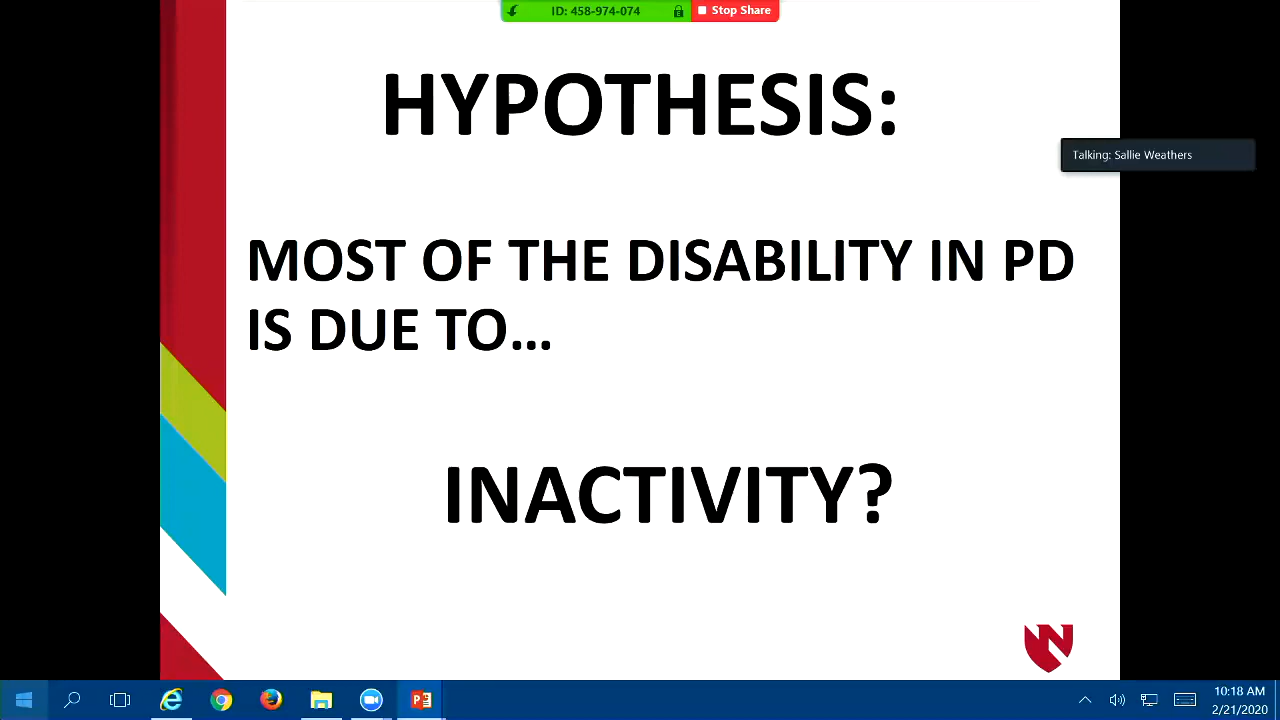 ID: 458-974-074
Stop Share
HYPOTHESIS:
Talking: Sallie Weathers
MOST OF THE DISABILITY IN PD
IS DUE TO...
INACTIVITY?
10:18 AM
2/21/2020